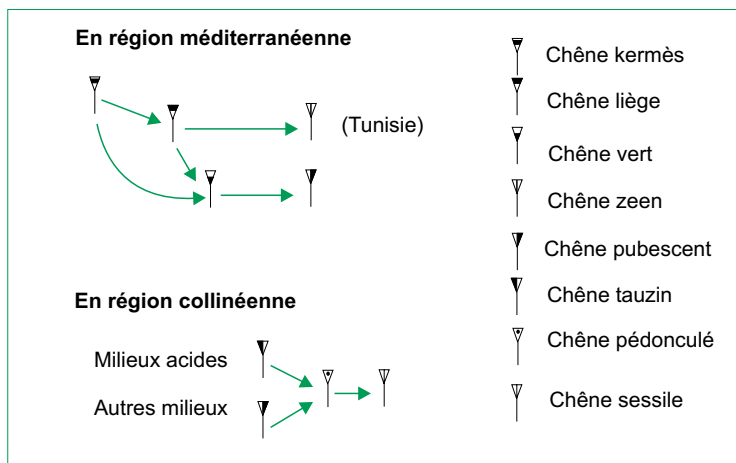 En région méditerranéenne
(Tunisie)
En région collinéenne
Milieux acides
Autres milieux
Chêne kermès
Chêne liège
Chêne vert
Chêne zeen
Chêne pubescent
Chêne tauzin
Chêne pédonculé
Chêne sessile